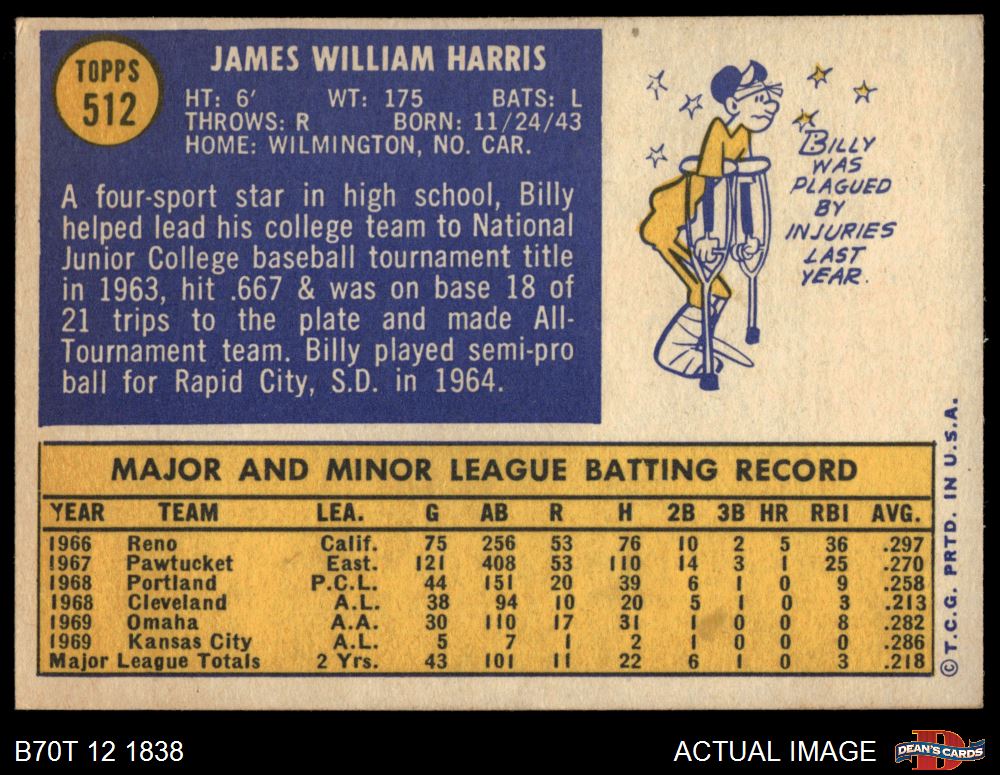 TOPPS
512
JAMES WILLIAM HARRIS
HT: 6′ WT: 175 BATS: L
THROWS: R BORN: 11/24/43
HOME: WILMINGTON, NO. CAR.
A four-sport star in high school, Billy
helped lead his college team to National
Junior College baseball tournament title
in 1963, hit .667 & was on base 18 of
21 trips to the plate and made All-
Tournament team. Billy played semi-pro
ball for Rapid City, S.D. in 1964.
BILLY
WAS
PLAGUED
BY
INJURIES
LAST
YEAR.
MAJOR AND MINOR LEAGUE BATTING RECORD
YEAR TEAM LEA. G AB R H 2B 3B HR RBI AVG.
1966 Reno Calif. 75 256 53 76 10 2 5 36 .297
1967 Pawtucket East. 121 408 53 110 14 3 1 25 .270
1968 Portland P.C.L. 44 151 20 39 6 1 0 9 .258
1968 Cleveland A.L. 38 94 10 20 5 1 0 3 .213
1969 Omaha A.A. 30 110 17 31 1 0 0 8 .282
1969 Kansas City A.L. 5 7 1 2 1 0 0 0 .286
Major League Totals 2 Yrs. 43 101 11 22 6 1 0 3 .218
© T.C.G. PRTD. IN U.S.A.
B70T 12 1838
ACTUAL IMAGE
DEAN'S CARDS